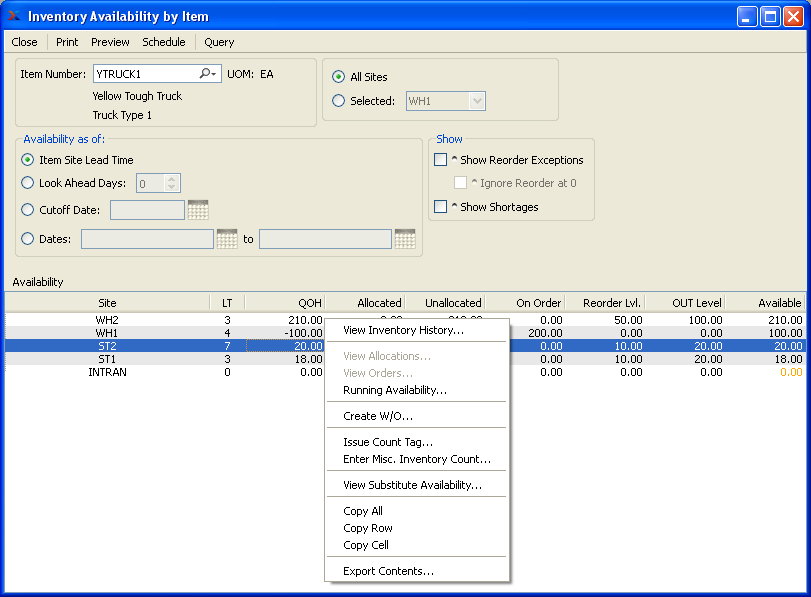 Inventory Availability by Item
Close Print Preview Schedule Query
Item Number: YTRUCK1 UOM: EA
Yellow Tough Truck
Truck Type 1
All Sites
Selected: WH1
Availability as of:
Item Site Lead Time
Look Ahead Days: 0
Cutoff Date:
Dates: to
Show
^ Show Reorder Exceptions
^ Ignore Reorder at 0
^ Show Shortages
Availability
Site LT QOH Allocated Unallocated On Order Reorder Lvl. OUT Level Available
WH2 3 210.00 0.00 50.00 100.00 210.00
WH1 4 -100.00 200.00 0.00 0.00 100.00
ST2 7 20.00 0.00 10.00 20.00 20.00
ST1 3 18.00 0.00 10.00 20.00 18.00
INTRAN 0 0.00 0.00 0.00 0.00 0.00
View Inventory History...
View Allocations...
View Orders...
Running Availability...
Create W/O...
Issue Count Tag...
Enter Misc. Inventory Count...
View Substitute Availability...
Copy All
Copy Row
Copy Cell
Export Contents...